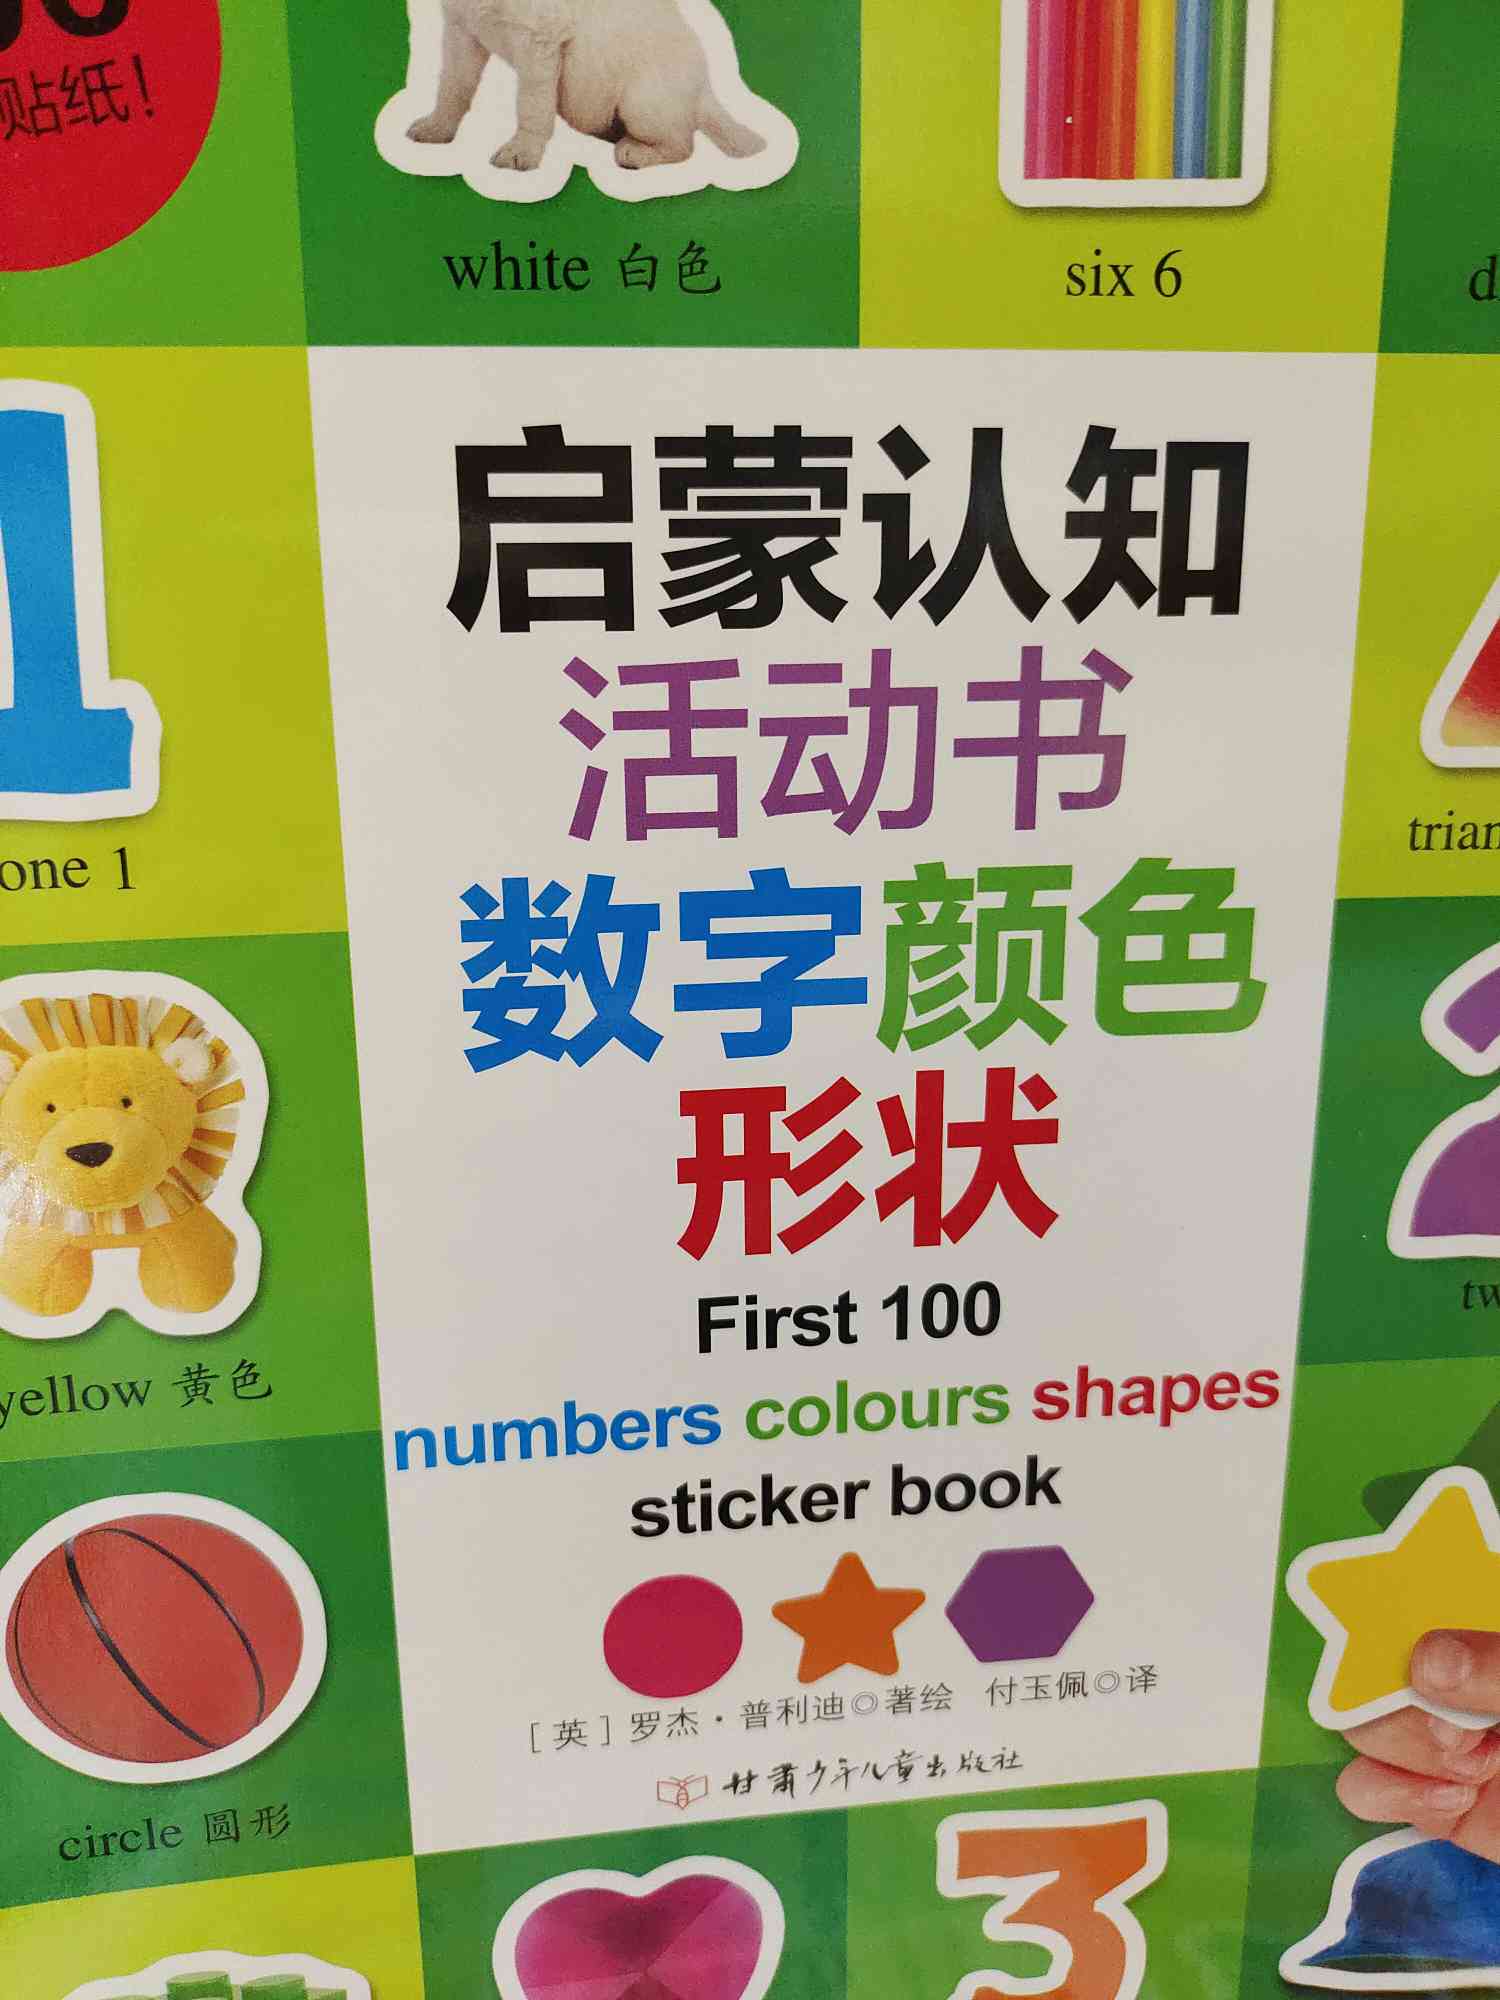 贴纸！
white 白色
six 6
启蒙认知
活动书
one 1
数字颜色
形状
First 100
yellow 黄色
numbers colours shapes
sticker book
[英]罗杰·普利迪◎著绘 付玉佩◎译
甘肃少年儿童出版社
circle 圆形
1
3